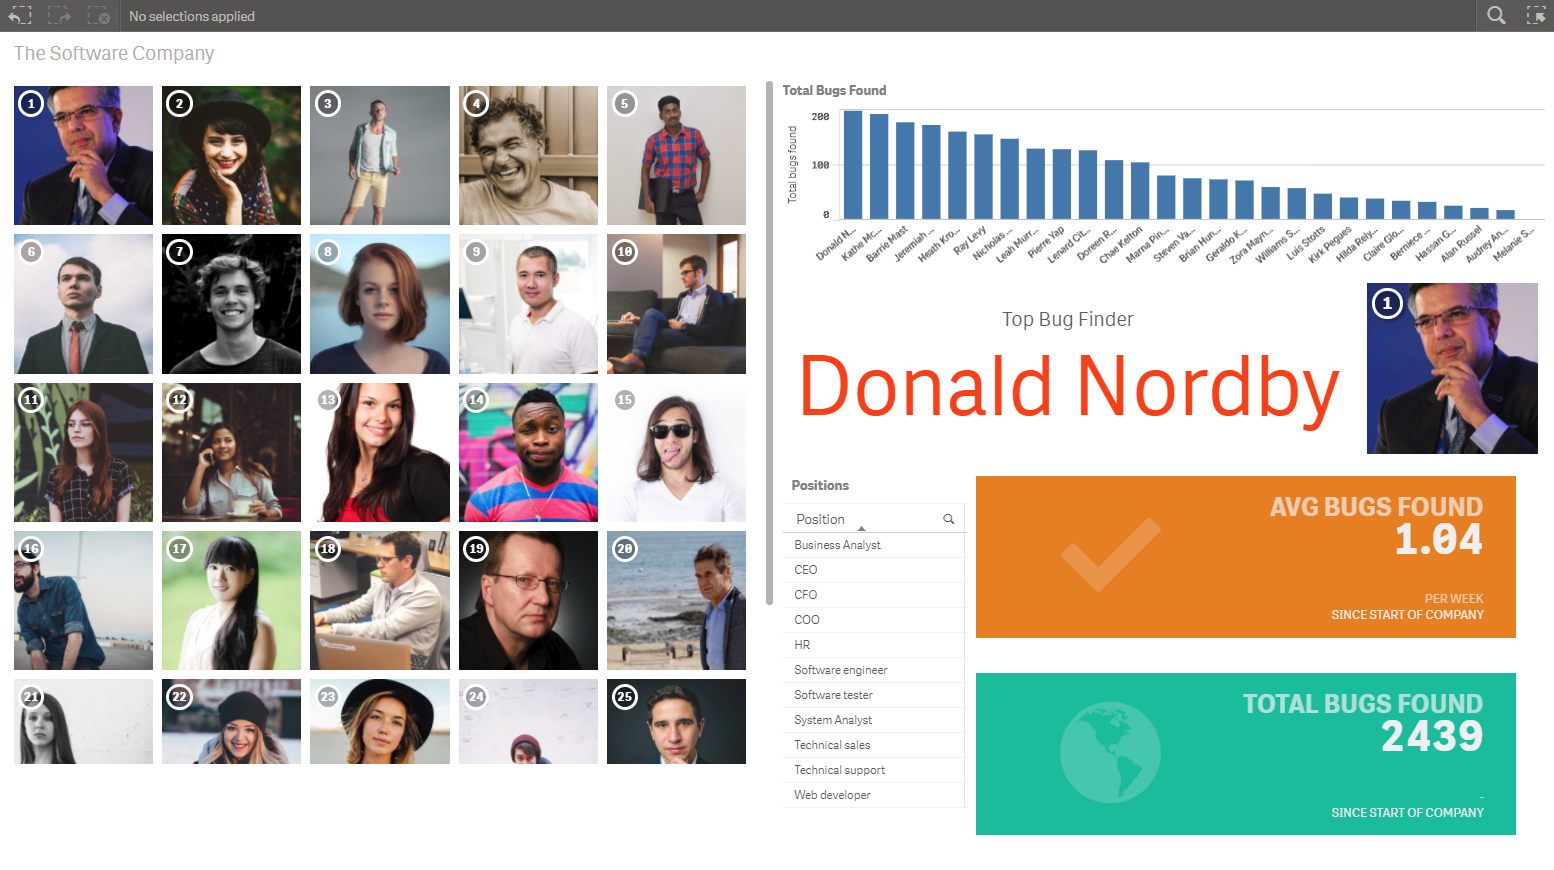 No selections applied
The Software Company
1
2
3
4
5
6
7
8
9
10
11
12
13
14
15
16
17
18
19
20
21
22
23
24
25
Total Bugs Found
Total bugs found
200
100
0
Donald N...
Kathe Mc...
Barrie Mast
Jeremiah ...
Heath Kro...
Ray Levy
Nicholas ...
Leah Murr...
Pierre Yap
Lenard Cit...
Doreen R...
Chae Kelton
Marna Pin...
Steven Va...
Brian Hun...
Geraldo K...
Zora Mayn...
Williams S...
Luis Stotts
Kirk Pegues
Hilda Rely...
Claire Glo...
Berniece ...
Hassan G...
Alan Russel
Audrey An...
Melanie S...
Top Bug Finder
Donald Nordby
1
Positions
Position
Business Analyst
CEO
CFO
COO
HR
Software engineer
Software tester
System Analyst
Technical sales
Technical support
Web developer
AVG BUGS FOUND
1.04
PER WEEK
SINCE START OF COMPANY
TOTAL BUGS FOUND
2439
-
SINCE START OF COMPANY